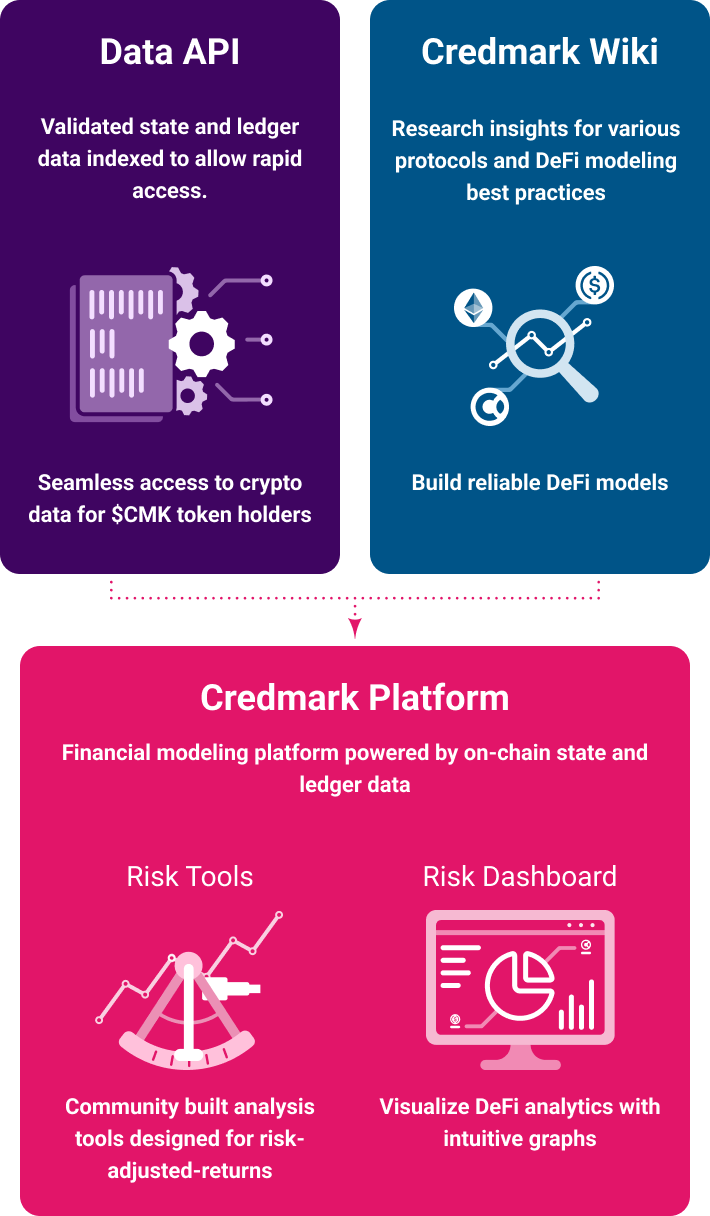 Data API
Validated state and ledger
data indexed to allow rapid
access.
Seamless access to crypto
data for $CMK token holders
Credmark Wiki
Research insights for various
protocols and DeFi modeling
best practices
Build reliable DeFi models
Credmark Platform
Financial modeling platform powered by on-chain state and
ledger data
Risk Tools
Community built analysis
tools designed for risk-
adjusted-returns
Risk Dashboard
Visualize DeFi analytics with
intuitive graphs